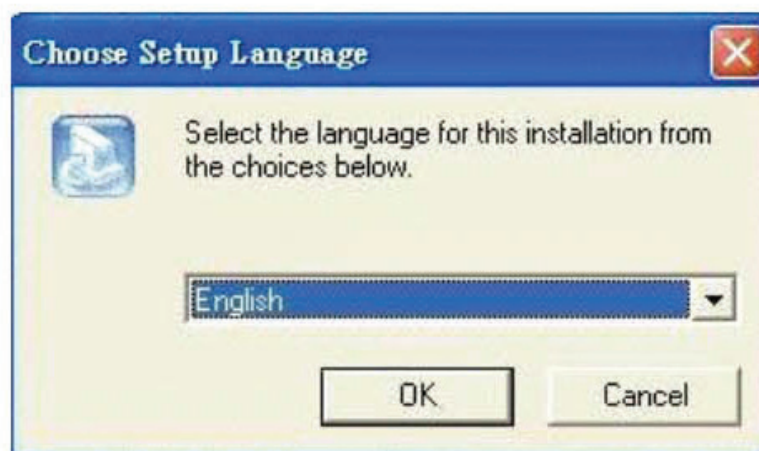 Choose Setup Language
Select the language for this installation from
the choices below.
English
OK
Cancel